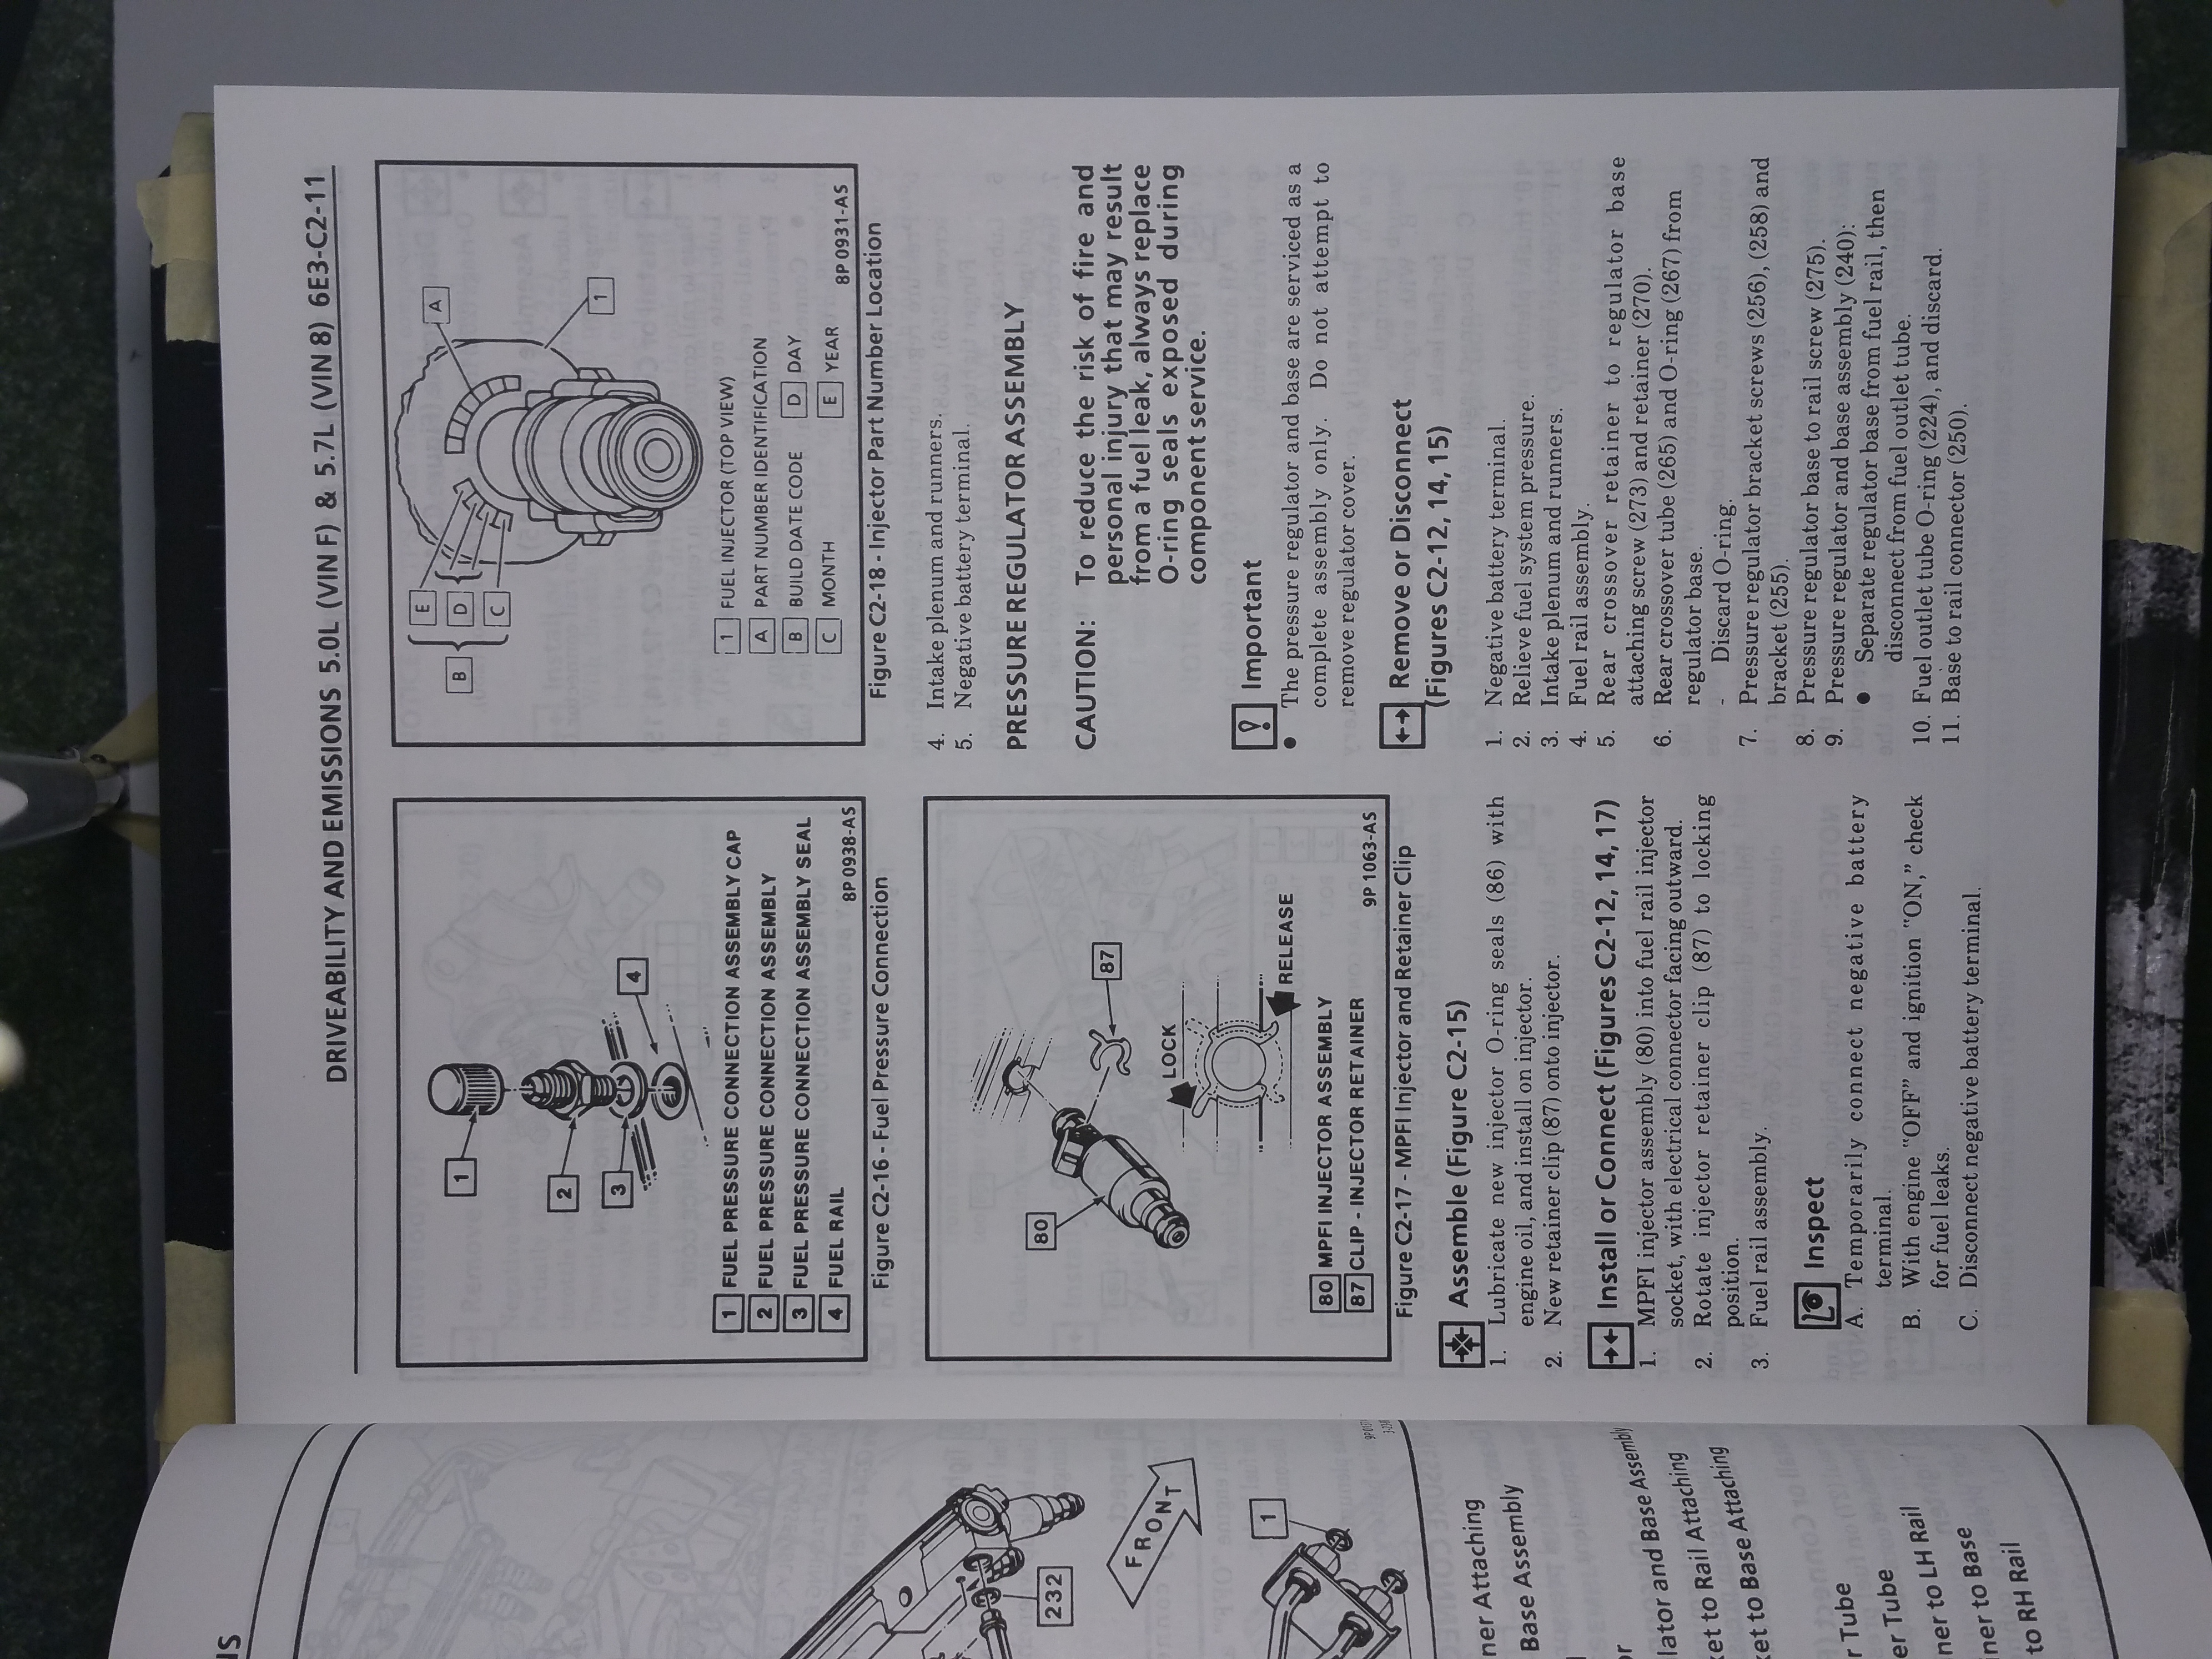 DRIVEABILITY AND EMISSIONS 5.0L (VIN F) & 5.7L (VIN 8) 6E3-C2-11
1
2
3
4
1 FUEL PRESSURE CONNECTION ASSEMBLY CAP
2 FUEL PRESSURE CONNECTION ASSEMBLY
3 FUEL PRESSURE CONNECTION ASSEMBLY SEAL
4 FUEL RAIL
8P 0938-AS
Figure C2-16 - Fuel Pressure Connection
80
87
LOCK
RELEASE
80 MPFI INJECTOR ASSEMBLY
87 CLIP - INJECTOR RETAINER
9P 1063-AS
Figure C2-17 - MPFI Injector and Retainer Clip
Assemble (Figure C2-15)
1. Lubricate new injector O-ring seals (86) with
engine oil, and install on injector.
2. New retainer clip (87) onto injector.
Install or Connect (Figures C2-12, 14, 17)
1. MPFI injector assembly (80) into fuel rail injector
socket, with electrical connector facing outward.
2. Rotate injector retainer clip (87) to locking
position.
3. Fuel rail assembly.
Inspect
A. Temporarily connect negative battery
terminal.
B. With engine "OFF" and ignition "ON," check
for fuel leaks.
C. Disconnect negative battery terminal.
E
D
C
B
A
1
1 FUEL INJECTOR (TOP VIEW)
A PART NUMBER IDENTIFICATION
B BUILD DATE CODE D DAY
C MONTH E YEAR
8P 0931-AS
Figure C2-18 - Injector Part Number Location
4. Intake plenum and runners.
5. Negative battery terminal.
PRESSURE REGULATOR ASSEMBLY
CAUTION: To reduce the risk of fire and
personal injury that may result
from a fuel leak, always replace
O-ring seals exposed during
component service.
Important
● The pressure regulator and base are serviced as a
complete assembly only. Do not attempt to
remove regulator cover.
Remove or Disconnect
(Figures C2-12, 14, 15)
1. Negative battery terminal.
2. Relieve fuel system pressure.
3. Intake plenum and runners.
4. Fuel rail assembly.
5. Rear crossover retainer to regulator base
attaching screw (273) and retainer (270).
6. Rear crossover tube (265) and O-ring (267) from
regulator base.
- Discard O-ring.
7. Pressure regulator bracket screws (256), (258) and
bracket (255).
8. Pressure regulator base to rail screw (275).
9. Pressure regulator and base assembly (240):
● Separate regulator base from fuel rail, then
disconnect from fuel outlet tube.
10. Fuel outlet tube O-ring (224), and discard.
11. Base to rail connector (250).
NS
232
FRONT
1
ner Attaching
Base Assembly
or
lator and Base Assembly
ket to Rail Attaching
ket to Base Attaching
r Tube
er Tube
ner to LH Rail
ner to Base
to RH Rail